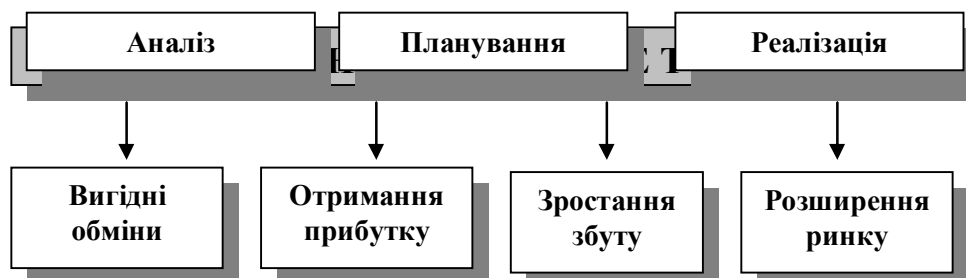 Аналіз
Планування
Реалізація
Вигідні
обміни
Отримання
прибутку
Зростання
збуту
Розширення
ринку